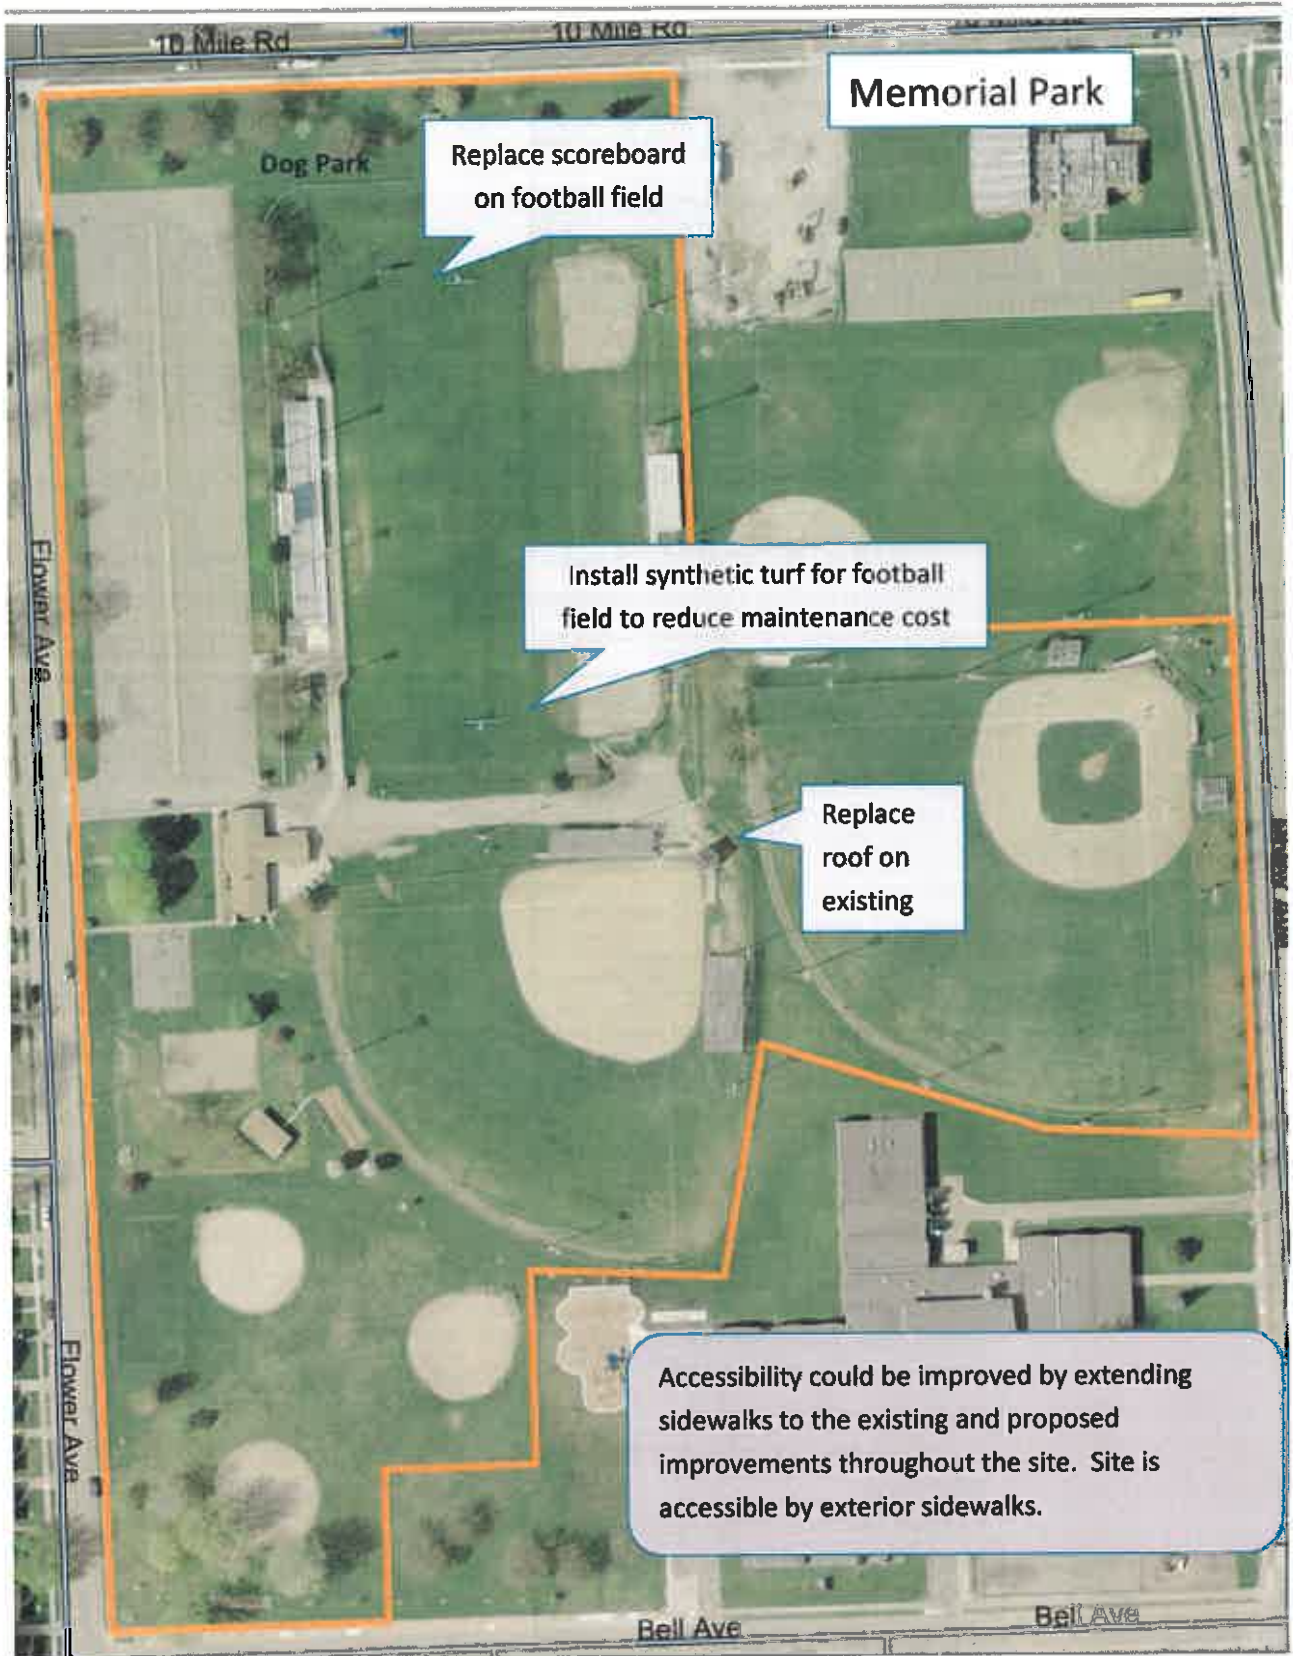 10 Mile Rd
10 Mile Rd
Memorial Park
Dog Park
Replace scoreboard
on football field
Flower Ave
Install synthetic turf for football
field to reduce maintenance cost
Replace
roof on
existing
Flower Ave
Accessibility could be improved by extending
sidewalks to the existing and proposed
improvements throughout the site. Site is
accessible by exterior sidewalks.
Bell Ave
Bell Ave